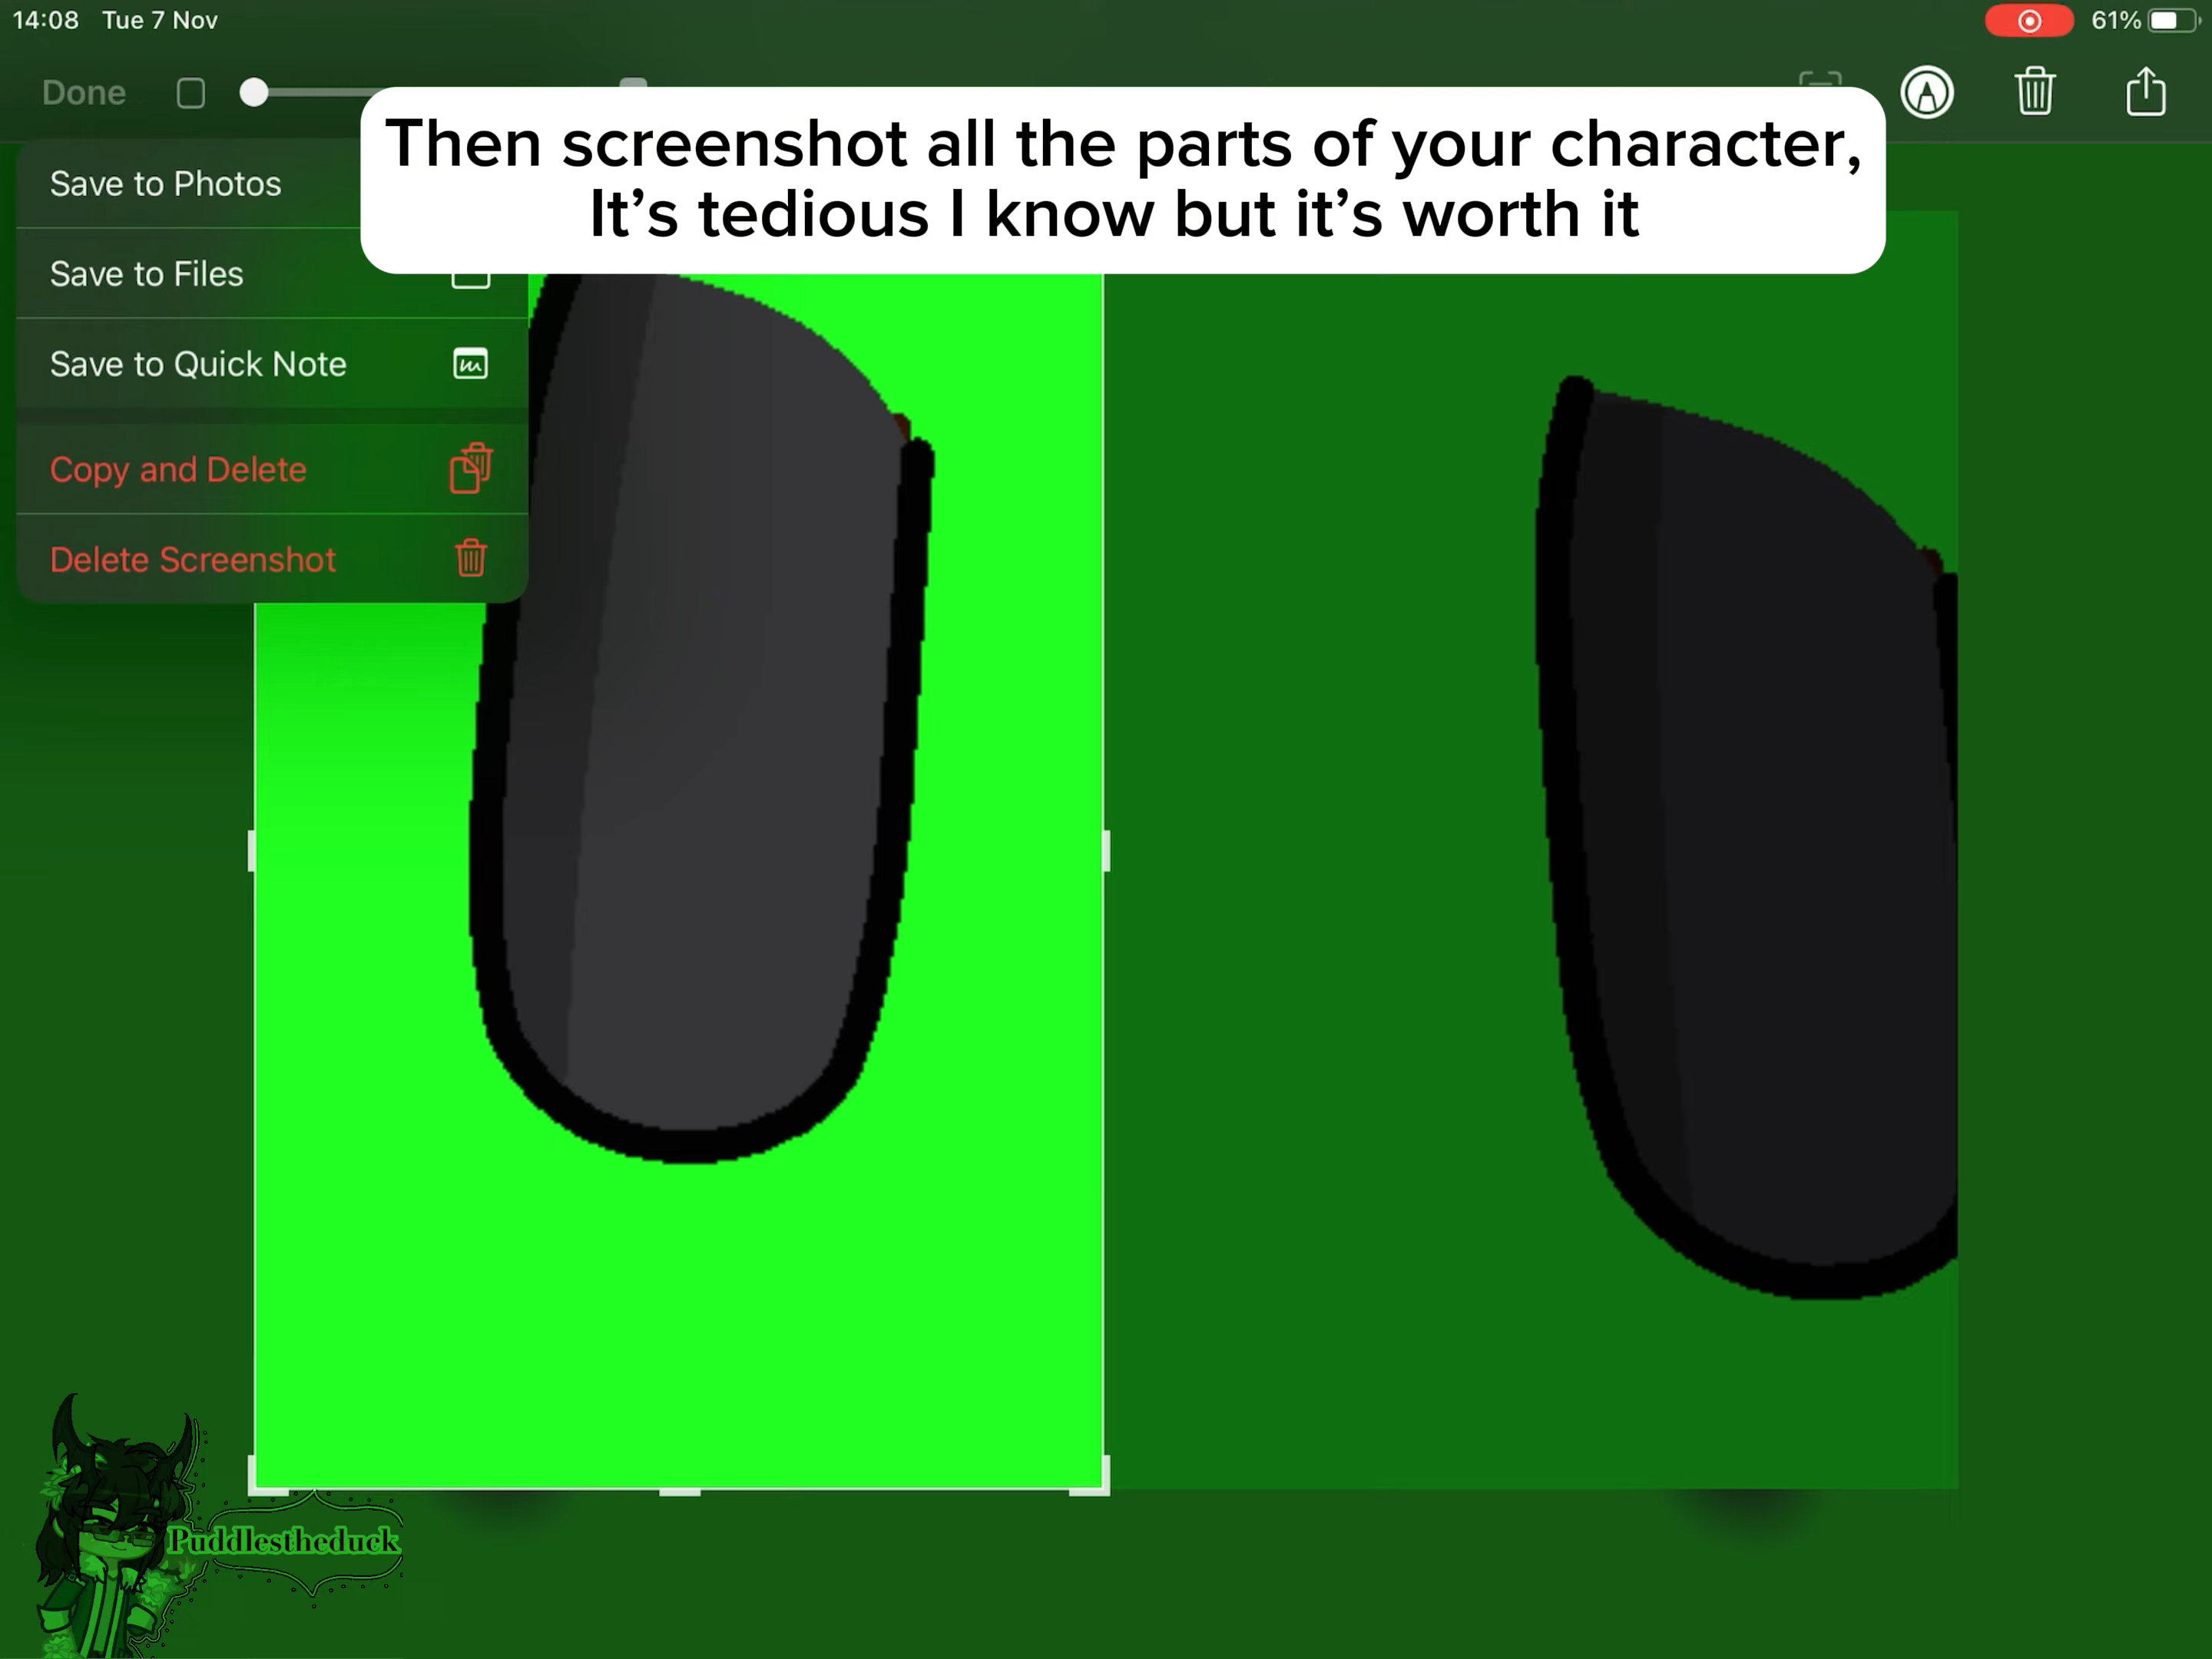 14:08 Tue 7 Nov
61%
Done
Then screenshot all the parts of your character,
It’s tedious I know but it’s worth it
Save to Photos
Save to Files
Save to Quick Note
Copy and Delete
Delete Screenshot
Puddlestheduck